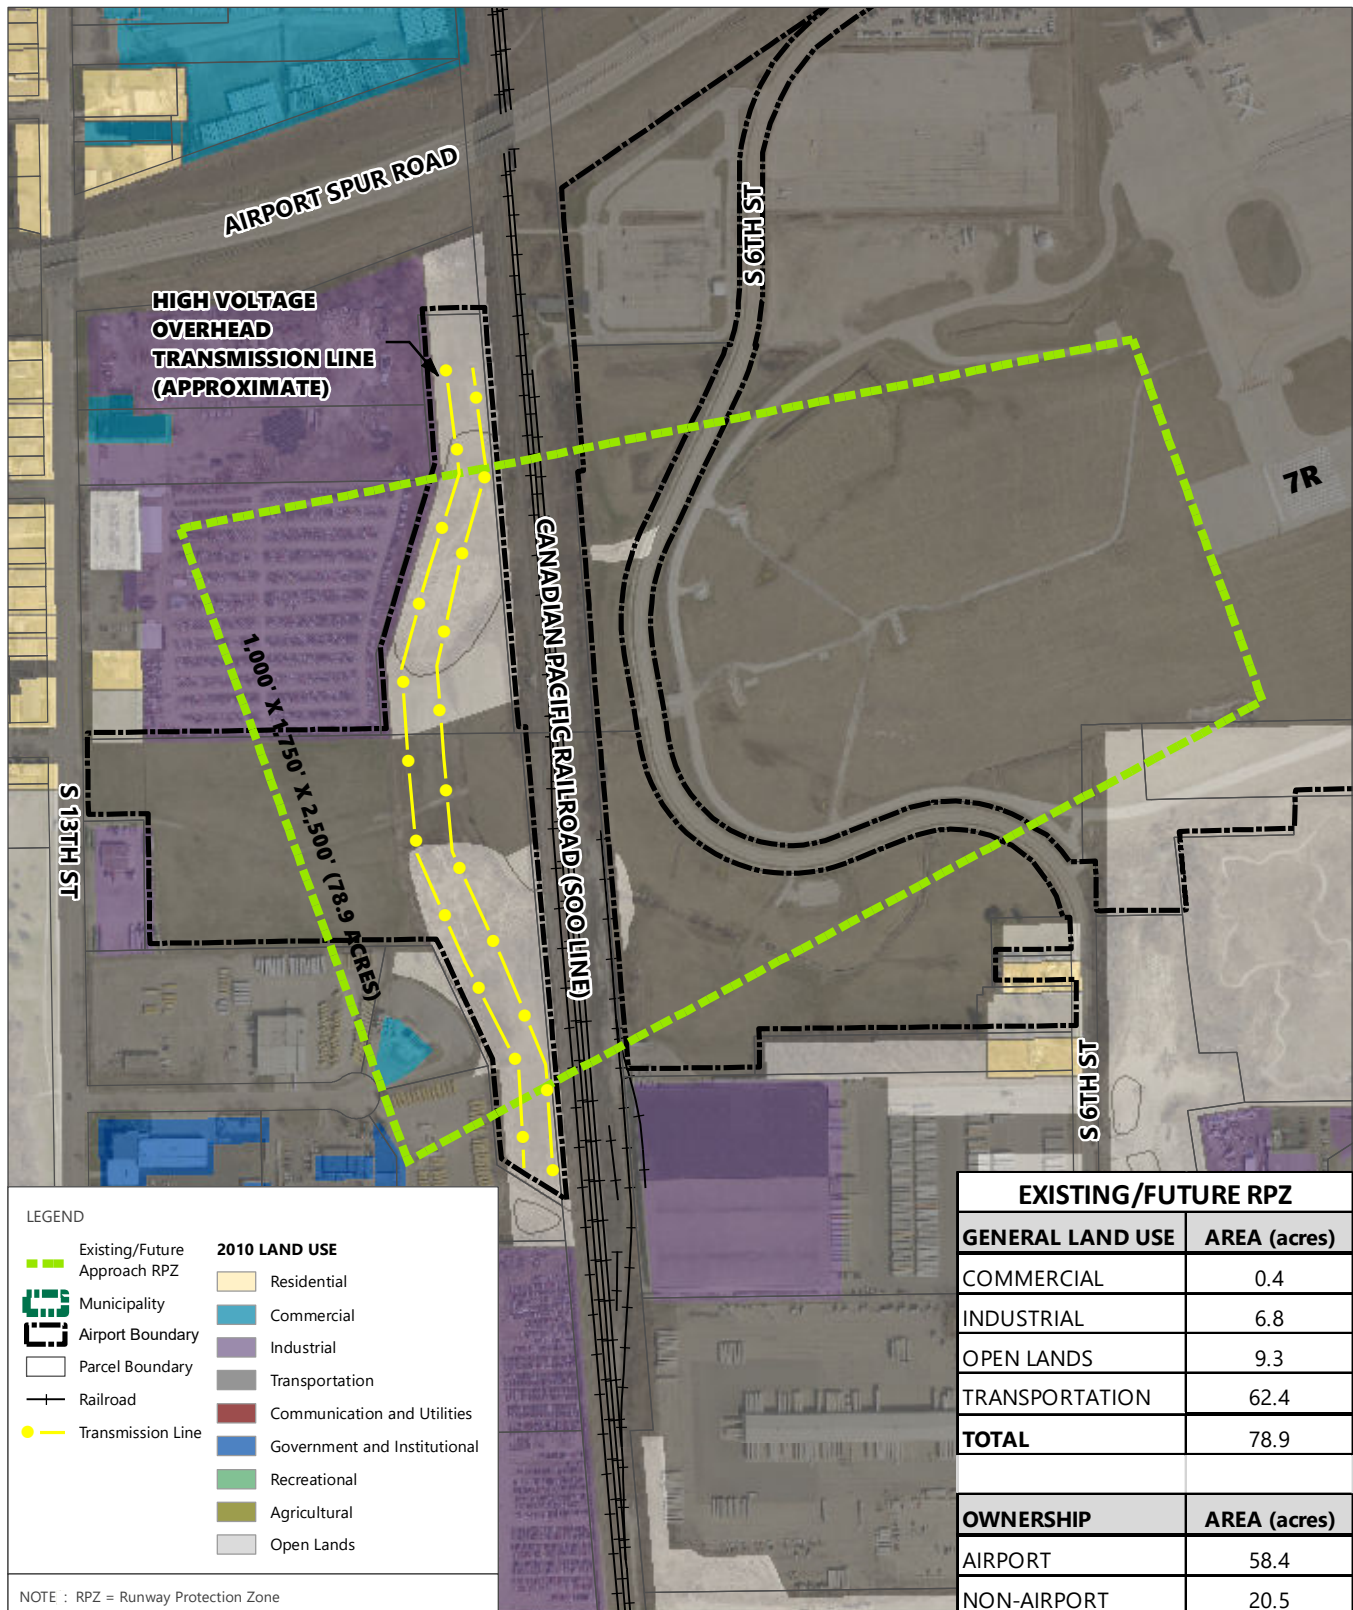 AIRPORT SPUR ROAD
S 6TH ST
HIGH VOLTAGE
OVERHEAD
TRANSMISSION LINE
(APPROXIMATE)
7R
CANADIAN PACIFIC RAILROAD (SOO LINE)
1,000' X 1,750' X 2,500' (78.9 ACRES)
S 13TH ST
S 6TH ST
LEGEND
Existing/Future
Approach RPZ
Municipality
Airport Boundary
Parcel Boundary
Railroad
Transmission Line
2010 LAND USE
Residential
Commercial
Industrial
Transportation
Communication and Utilities
Government and Institutional
Recreational
Agricultural
Open Lands
NOTE : RPZ = Runway Protection Zone
EXISTING/FUTURE RPZ
GENERAL LAND USE AREA (acres)
COMMERCIAL 0.4
INDUSTRIAL 6.8
OPEN LANDS 9.3
TRANSPORTATION 62.4
TOTAL 78.9
OWNERSHIP AREA (acres)
AIRPORT 58.4
NON-AIRPORT 20.5